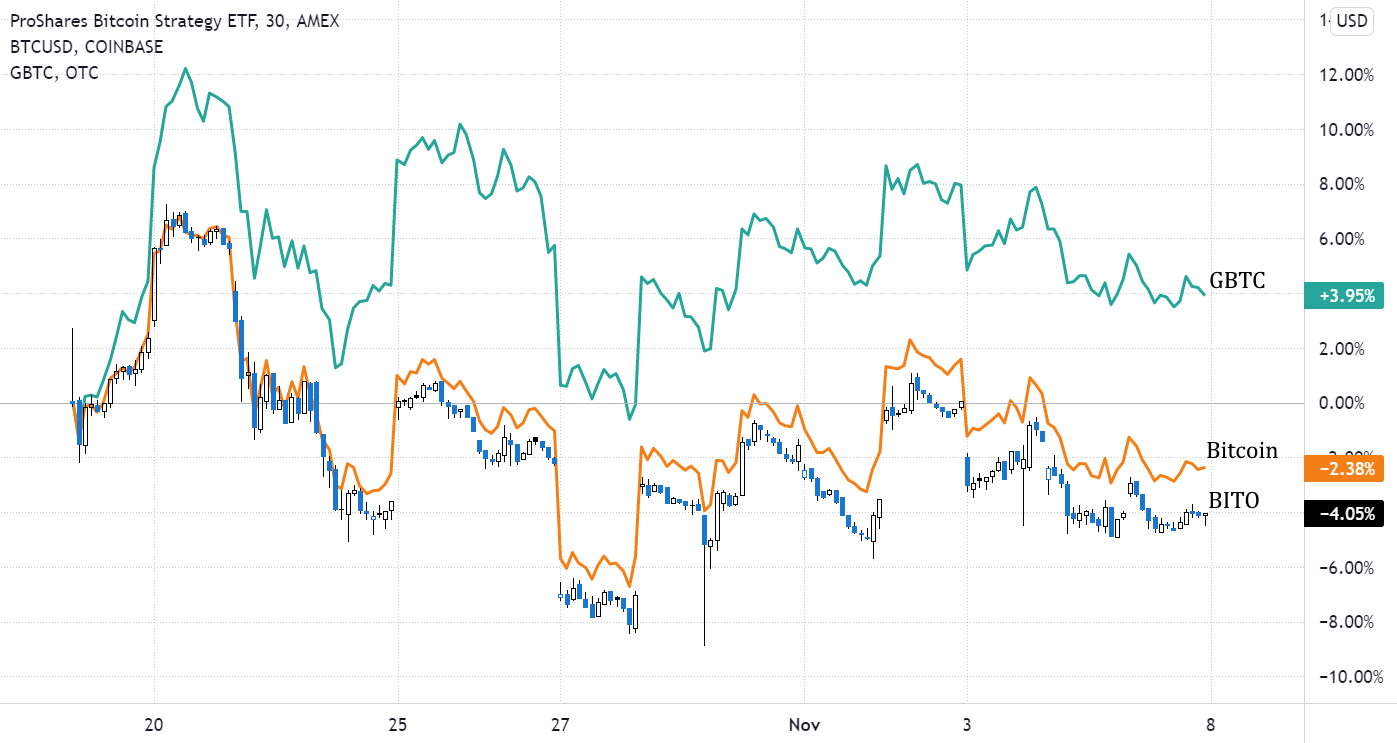 ProShares Bitcoin Strategy ETF, 30, AMEX
BTCUSD, COINBASE
GBTC, OTC
USD
12.00%
10.00%
8.00%
6.00%
GBTC
+3.95%
2.00%
0.00%
Bitcoin
−2.38%
BITO
−4.05%
−6.00%
−8.00%
−10.00%
20 25 27 Nov 3 8